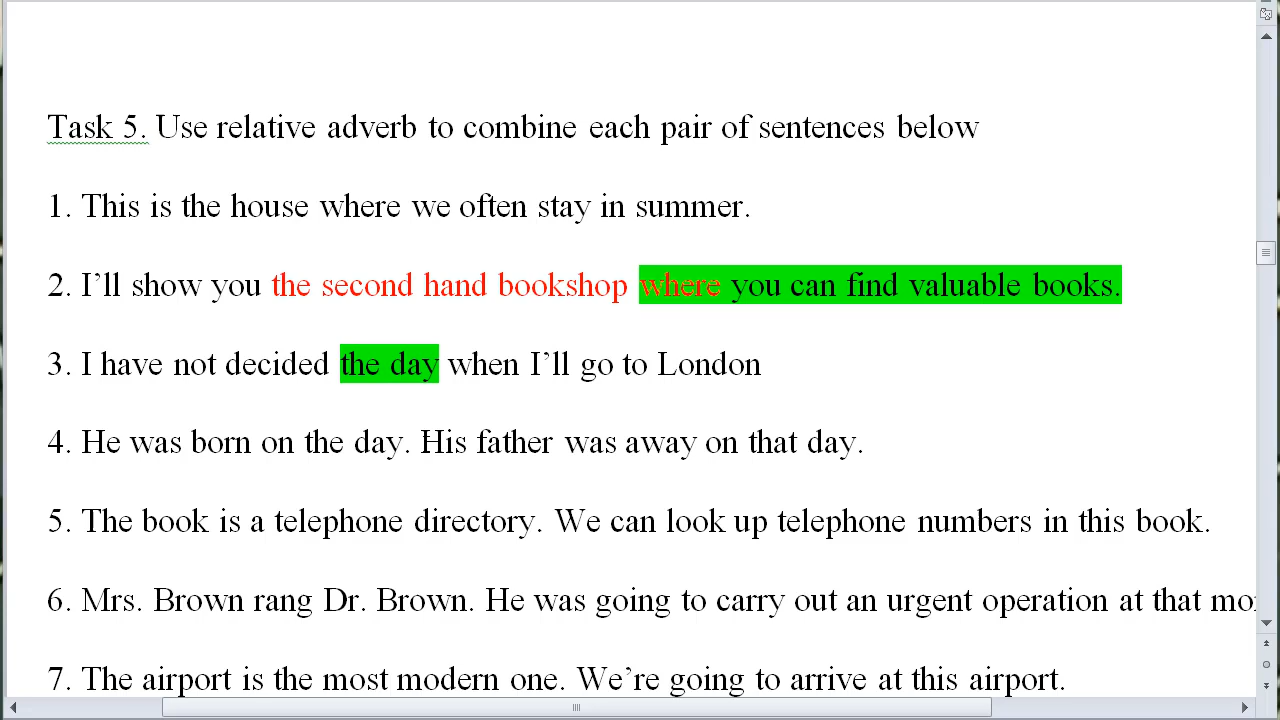 Task 5. Use relative adverb to combine each pair of sentences below
1. This is the house where we often stay in summer.
2. I’ll show you the second hand bookshop where you can find valuable books.
3. I have not decided the day when I’ll go to London
4. He was born on the day. His father was away on that day.
5. The book is a telephone directory. We can look up telephone numbers in this book.
6. Mrs. Brown rang Dr. Brown. He was going to carry out an urgent operation at that
7. The airport is the most modern one. We’re going to arrive at this airport.